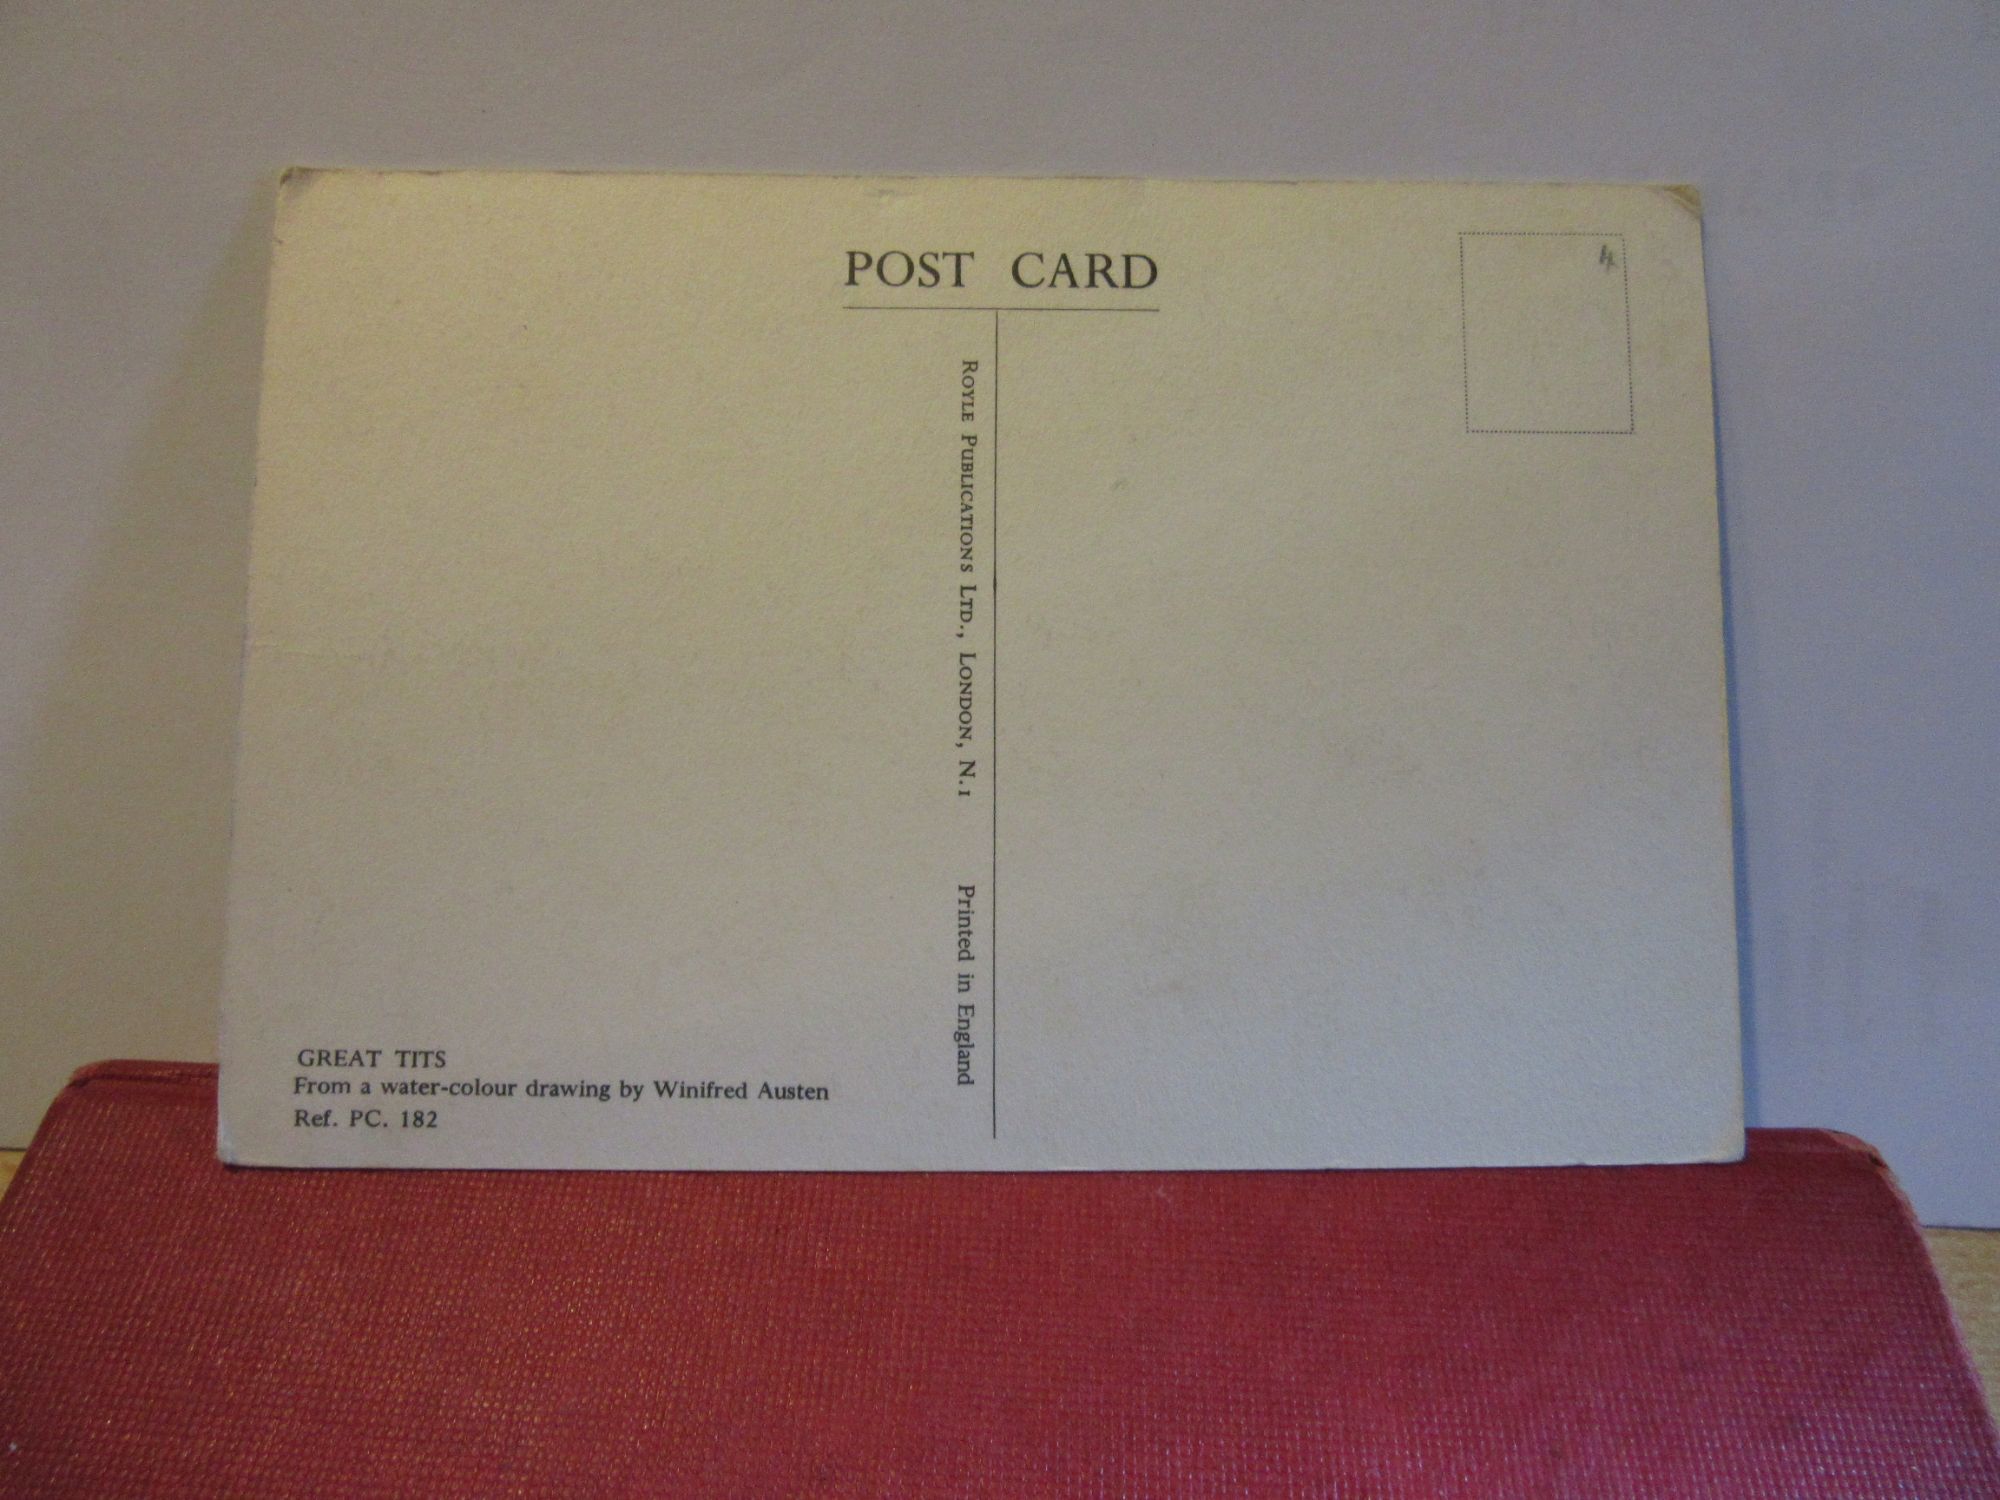 POST CARD
4
ROYLE PUBLICATIONS LTD., LONDON, N.1 Printed in England
GREAT TITS
From a water-colour drawing by Winifred Austen
Ref. PC. 182